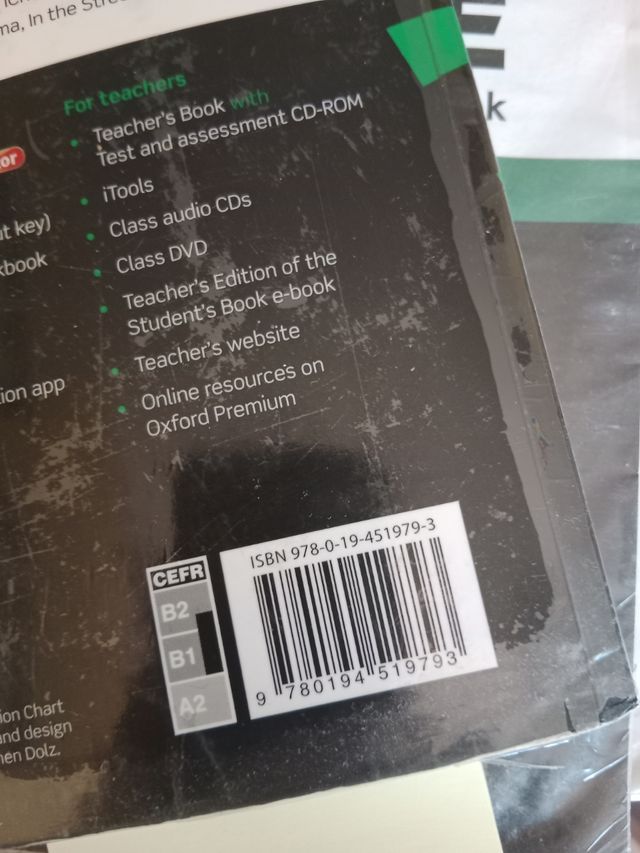 ma, In the Stre
For teachers
Teacher's Book with
Test and assessment CD-ROM
iTools
Class audio CDs
Class DVD
Teacher's Edition of the
Student's Book e-book
Teacher's website
Online resources on
Oxford Premium
or
ut key)
kbook
ion app
ISBN 978-0-19-451979-3
9 780194 519793
CEFR
B2
B1
A2
ion Chart
and design
hen Dolz.
E
k